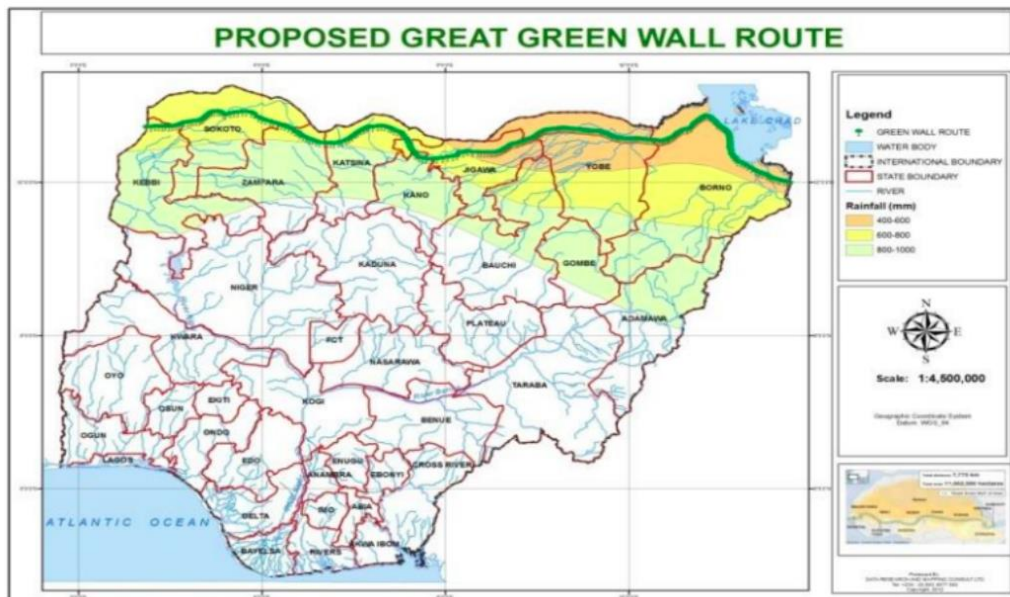 PROPOSED GREAT GREEN WALL ROUTE
LAKE CHAD
SOKOTO
KATSINA
JIGAWA
YOBE
KEBBI
ZAMFARA
KANO
BORNO
KADUNA
BAUCHI
GOMBE
NIGER
ADAMAWA
PLATEAU
KWARA
FCT
NASARAWA
OYO
TARABA
EKITI
KOGI
OSUN
BENUE
OGUN
ONDO
LAGOS
EDO
ENUGU
ANAMBRA
EBONYI
CROSS RIVER
DELTA
IMO
ABIA
ATLANTIC OCEAN
BAYELSA
RIVERS
AKWA IBOM
Legend
GREEN WALL ROUTE
WATER BODY
INTERNATIONAL BOUNDARY
STATE BOUNDARY
RIVER
Rainfall (mm)
400-600
600-800
800-1000
N
W E
S
Scale: 1:4,500,000
Geographic Coordinate System